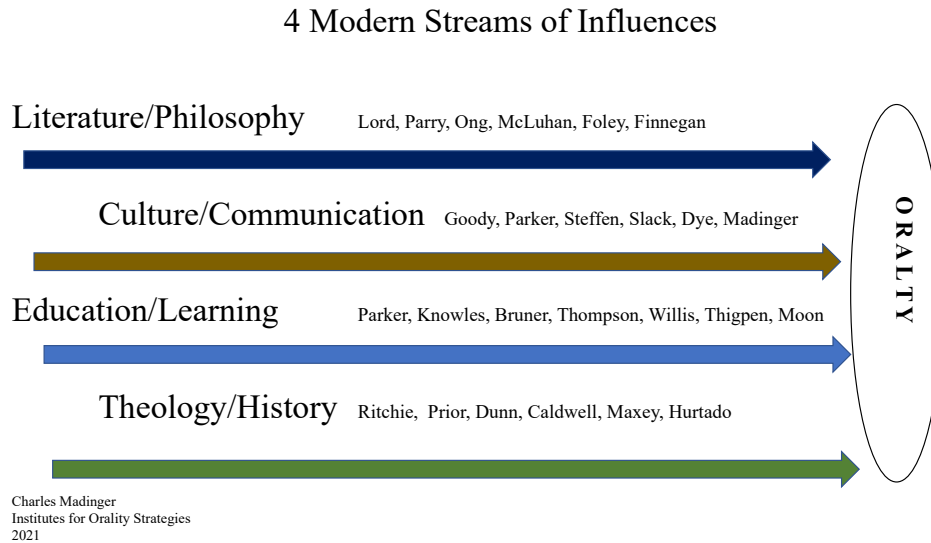 4 Modern Streams of Influences
Literature/Philosophy Lord, Parry, Ong, McLuhan, Foley, Finnegan
Culture/Communication Goody, Parker, Steffen, Slack, Dye, Madinger
Education/Learning Parker, Knowles, Bruner, Thompson, Willis, Thigpen, Moon
Theology/History Ritchie, Prior, Dunn, Caldwell, Maxey, Hurtado
ORALTY
Charles Madinger
Institutes for Orality Strategies
2021